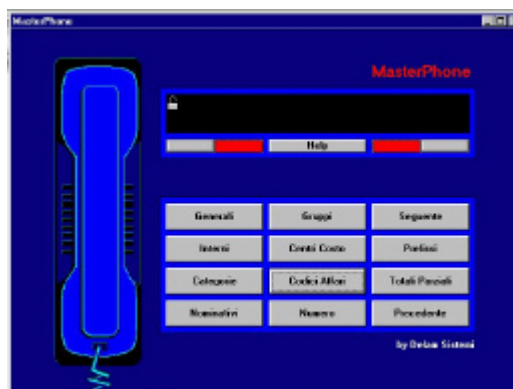 MasterPhone
MasterPhone
Help
Generali Gruppi Seguente
Interni Centri Costo Prefissi
Categorie Codici Affari Totali Parziali
Nominativi Numero Precedente
by Delam Sistemi